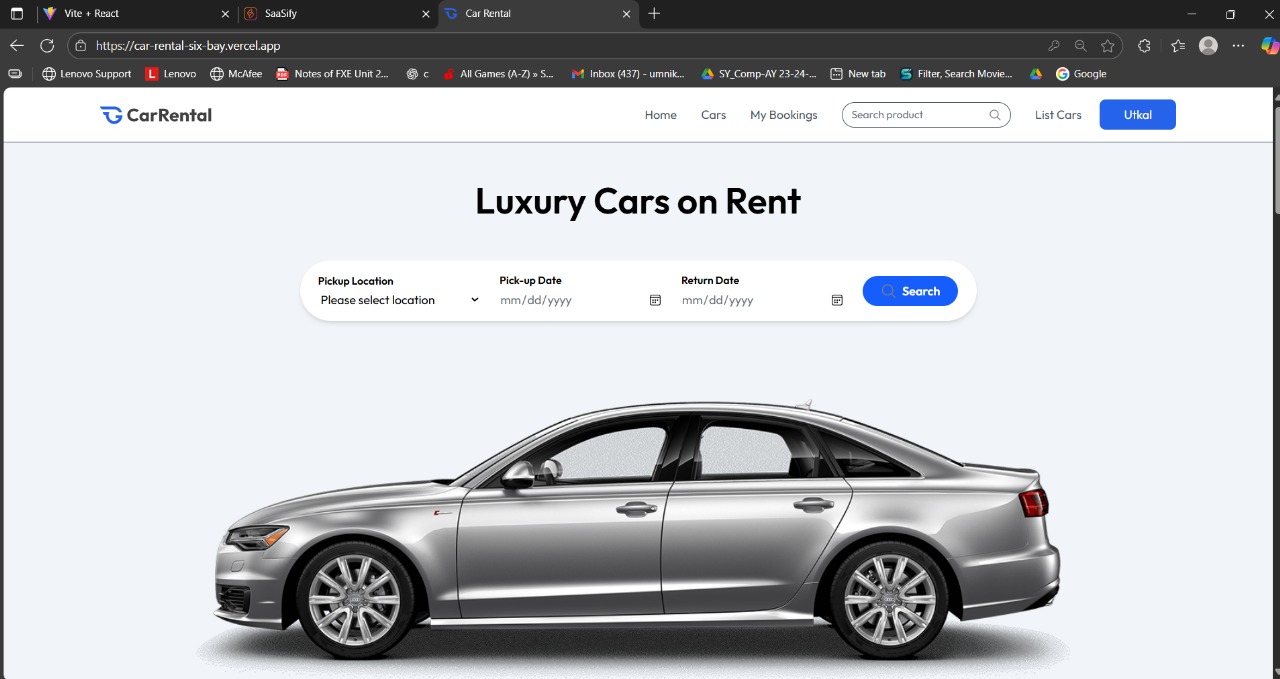 Vite + React
SaaSify
Car Rental
https://car-rental-six-bay.vercel.app
Lenovo Support
L Lenovo
McAfee
PDF Notes of FXE Unit 2...
c
All Games (A-Z) » S...
Inbox (437) - umnik...
SY_Comp-AY 23-24-...
New tab
Filter, Search Movie...
Google
CarRental
Home
Cars
My Bookings
Search product
List Cars
Utkal
Luxury Cars on Rent
Pickup Location
Pick-up Date
Return Date
Please select location
mm/dd/yyyy
mm/dd/yyyy
Search